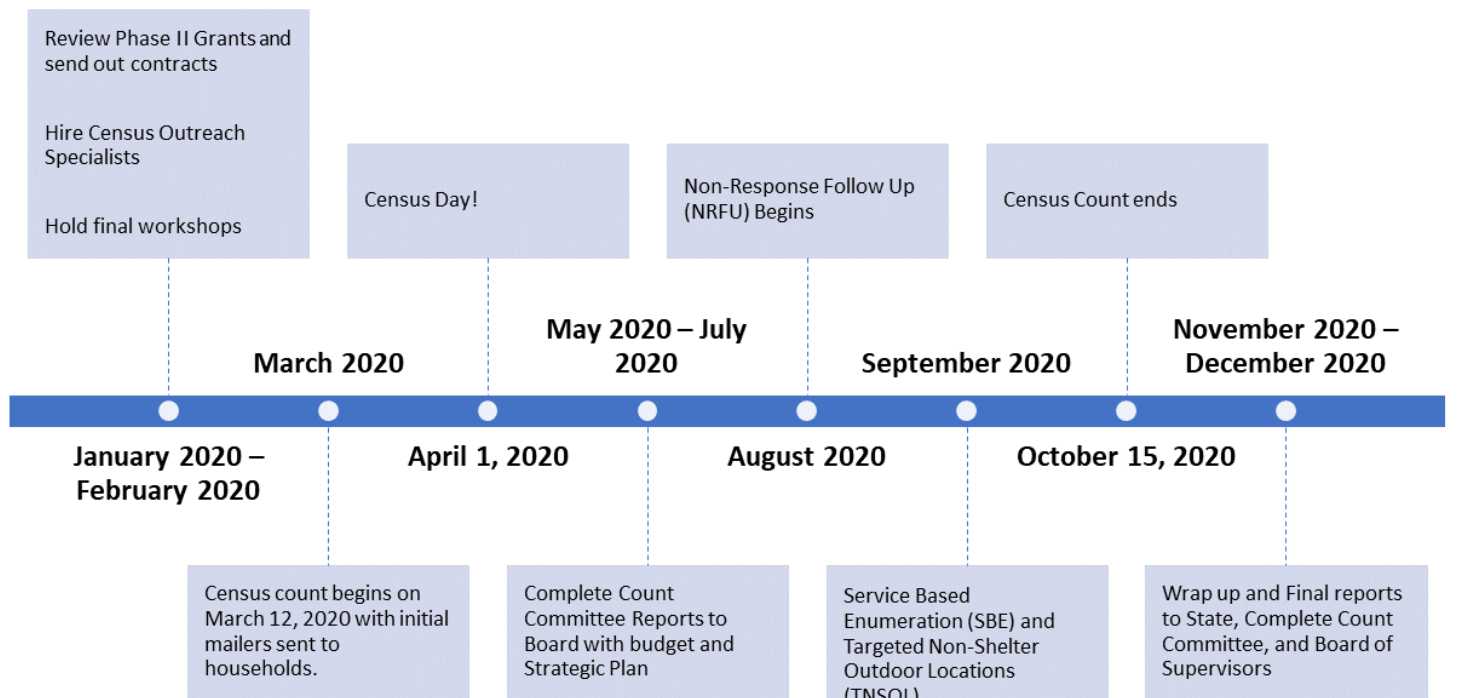 Review Phase II Grants and
send out contracts
Hire Census Outreach
Specialists
Hold final workshops
Census Day!
Non-Response Follow Up
(NRFU) Begins
Census Count ends
March 2020
May 2020 – July
2020
September 2020
November 2020 –
December 2020
January 2020 –
February 2020
April 1, 2020
August 2020
October 15, 2020
Census count begins on
March 12, 2020 with initial
mailers sent to
households.
Complete Count
Committee Reports to
Board with budget and
Strategic Plan
Service Based
Enumeration (SBE) and
Targeted Non-Shelter
Outdoor Locations
(TNSOL)
Wrap up and Final reports
to State, Complete Count
Committee, and Board of
Supervisors